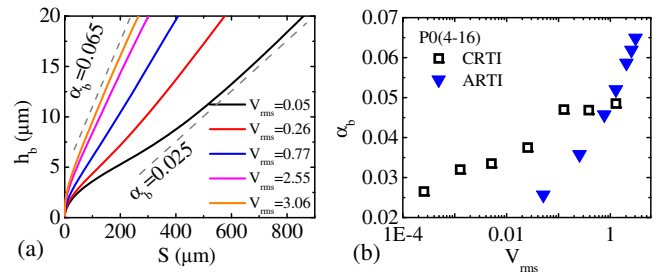 20
15
10
5
0
h_b (μm)
α_b=0.065
α_b=0.025
V_rms=0.05
V_rms=0.26
V_rms=0.77
V_rms=2.55
V_rms=3.06
0 200 400 600 800
(a)
S (μm)
0.07
0.06
0.05
0.04
0.03
0.02
α_b
P0(4-16)
CRTI
ARTI
1E-4 0.01 1
(b)
V_rms